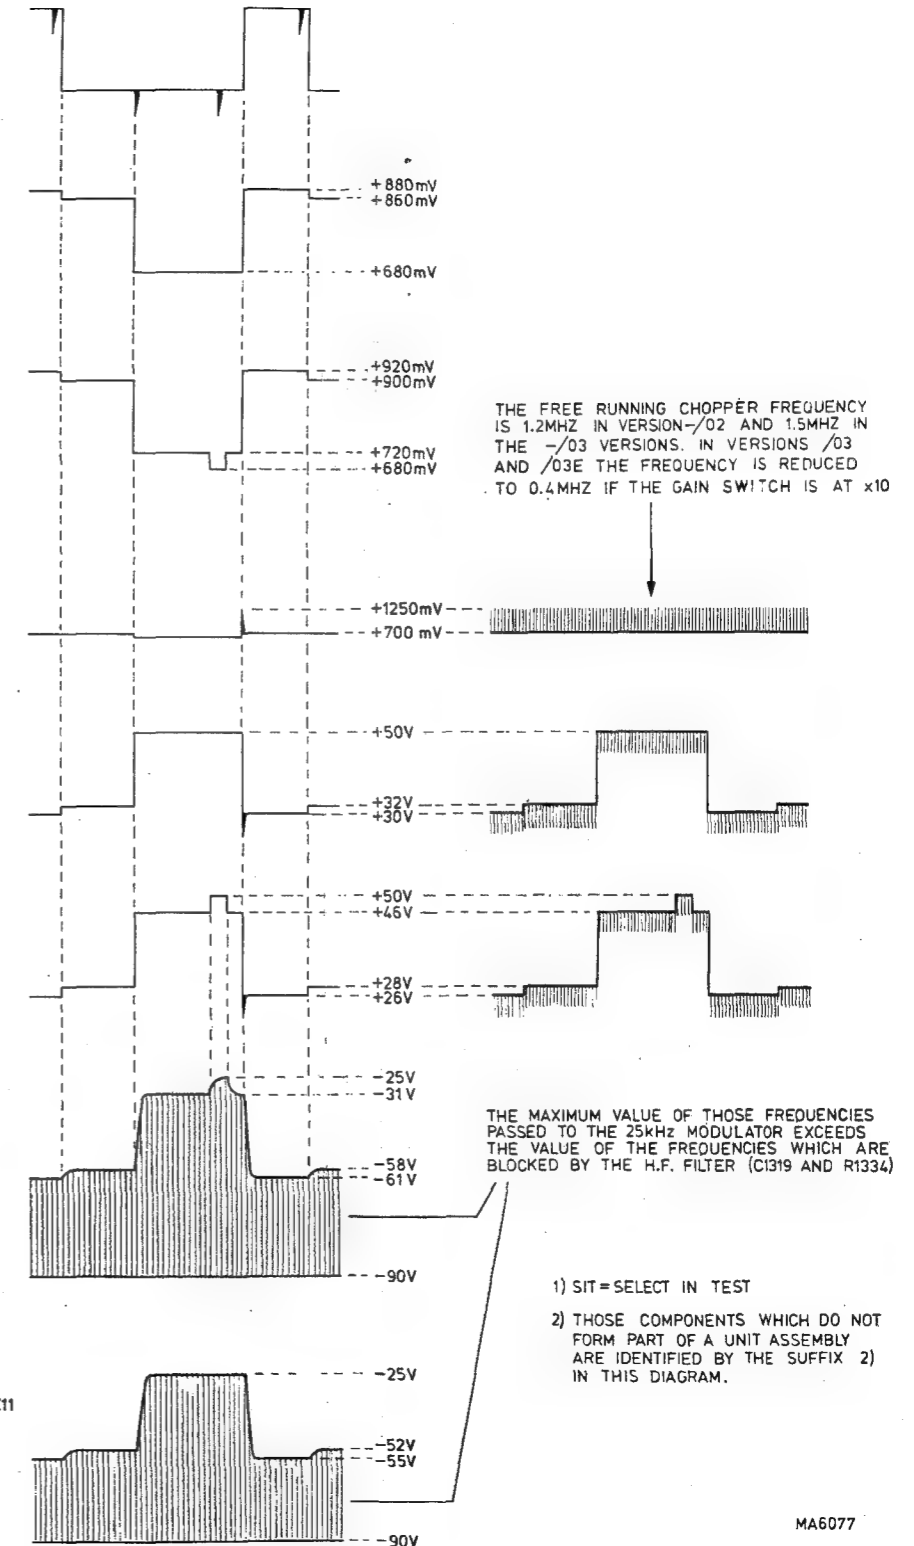 +880mV
+860mV
+680mV
+920mV
+900mV
+720mV
+680mV
THE FREE RUNNING CHOPPER FREQUENCY
IS 1.2MHZ IN VERSION-/02 AND 1.5MHZ IN
THE -/03 VERSIONS. IN VERSIONS /03
AND /03E THE FREQUENCY IS REDUCED
TO 0.4MHZ IF THE GAIN SWITCH IS AT x10
+1250mV
+700 mV
+50V
+32V
+30V
+50V
+46V
+28V
+26V
-25V
-31V
-58V
-61V
-90V
THE MAXIMUM VALUE OF THOSE FREQUENCIES
PASSED TO THE 25kHz MODULATOR EXCEEDS
THE VALUE OF THE FREQUENCIES WHICH ARE
BLOCKED BY THE H.F. FILTER (C1319 AND R1334)
1) SIT=SELECT IN TEST
2) THOSE COMPONENTS WHICH DO NOT
FORM PART OF A UNIT ASSEMBLY
ARE IDENTIFIED BY THE SUFFIX 2)
IN THIS DIAGRAM.
-25V
-52V
-55V
-90V
MA6077